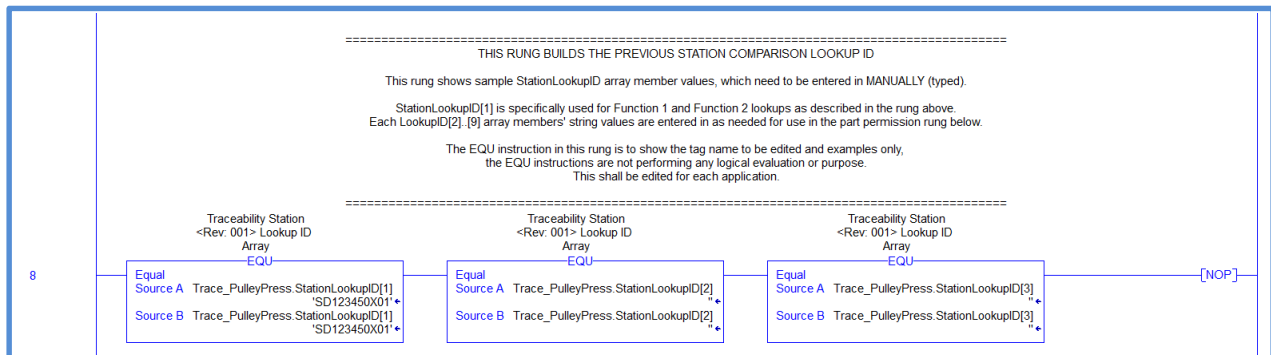 ====================================================================================
THIS RUNG BUILDS THE PREVIOUS STATION COMPARISON LOOKUP ID
This rung shows sample StationLookupID array member values, which need to be entered in MANUALLY (typed).
StationLookupID[1] is specifically used for Function 1 and Function 2 lookups as described in the rung above.
Each LookupID[2]..[9] array members' string values are entered in as needed for use in the part permission rung below.
The EQU instruction in this rung is to show the tag name to be edited and examples only,
the EQU instructions are not performing any logical evaluation or purpose.
This shall be edited for each application.
====================================================================================
8
Traceability Station
<Rev: 001> Lookup ID
Array
EQU
Equal
Source A Trace_PulleyPress.StationLookupID[1]
'SD123450X01'
Source B Trace_PulleyPress.StationLookupID[1]
'SD123450X01'
Traceability Station
<Rev: 001> Lookup ID
Array
EQU
Equal
Source A Trace_PulleyPress.StationLookupID[2]
''
Source B Trace_PulleyPress.StationLookupID[2]
''
Traceability Station
<Rev: 001> Lookup ID
Array
EQU
Equal
Source A Trace_PulleyPress.StationLookupID[3]
''
Source B Trace_PulleyPress.StationLookupID[3]
''
[NOP]